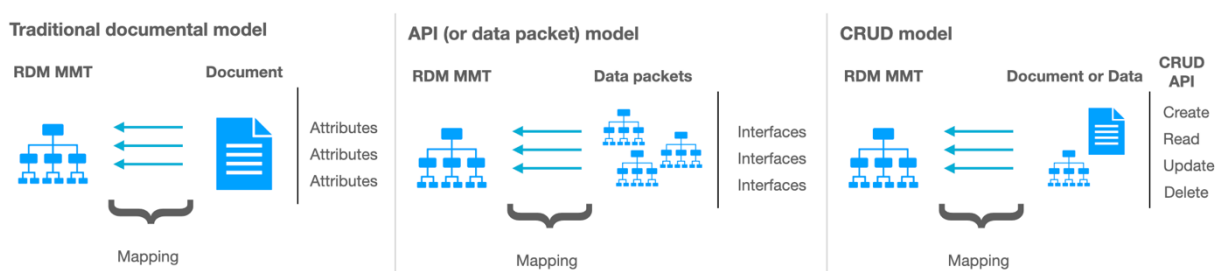 Traditional documental model
RDM MMT
Document
Attributes
Attributes
Attributes
Mapping
API (or data packet) model
RDM MMT
Data packets
Interfaces
Interfaces
Interfaces
Mapping
CRUD model
RDM MMT
Document or Data
CRUD
API
Create
Read
Update
Delete
Mapping